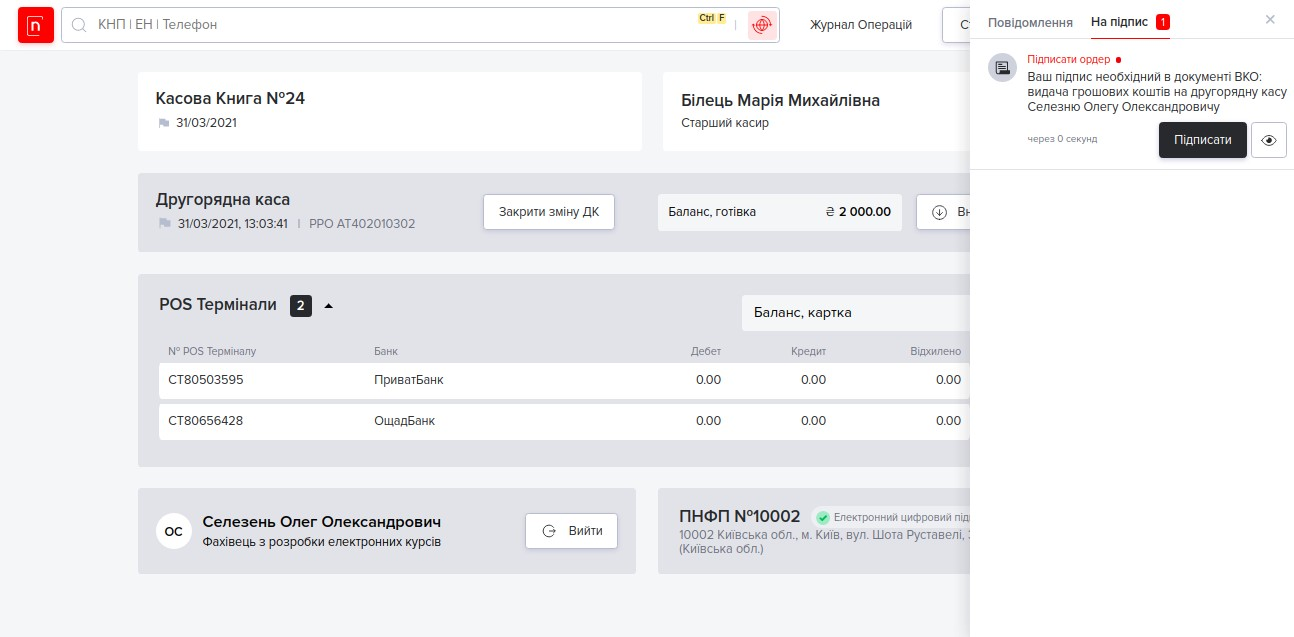 n
КНП | ЕН | Телефон
Ctrl F
Журнал Операцій
Повідомлення
На підпис 1
Підписати ордер
Ваш підпис необхідний в документі ВКО:
видача грошових коштів на другорядну касу
Селезню Олегу Олександровичу
через 0 секунд
Підписати
Касова Книга №24
31/03/2021
Білець Марія Михайлівна
Старший касир
Другорядна каса
31/03/2021, 13:03:41 | РРО АТ402010302
Закрити зміну ДК
Баланс, готівка ₴ 2 000.00
POS Термінали 2
Баланс, картка
№ POS Терміналу Банк Дебет Кредит Відхилено
СТ80503595 ПриватБанк 0.00 0.00 0.00
СТ80656428 ОщадБанк 0.00 0.00 0.00
ОС
Селезень Олег Олександрович
Фахівець з розробки електронних курсів
Вийти
ПНФП №10002
Електронний цифровий
10002 Київська обл., м. Київ, вул. Шота Руставелі,
(Київська обл.)